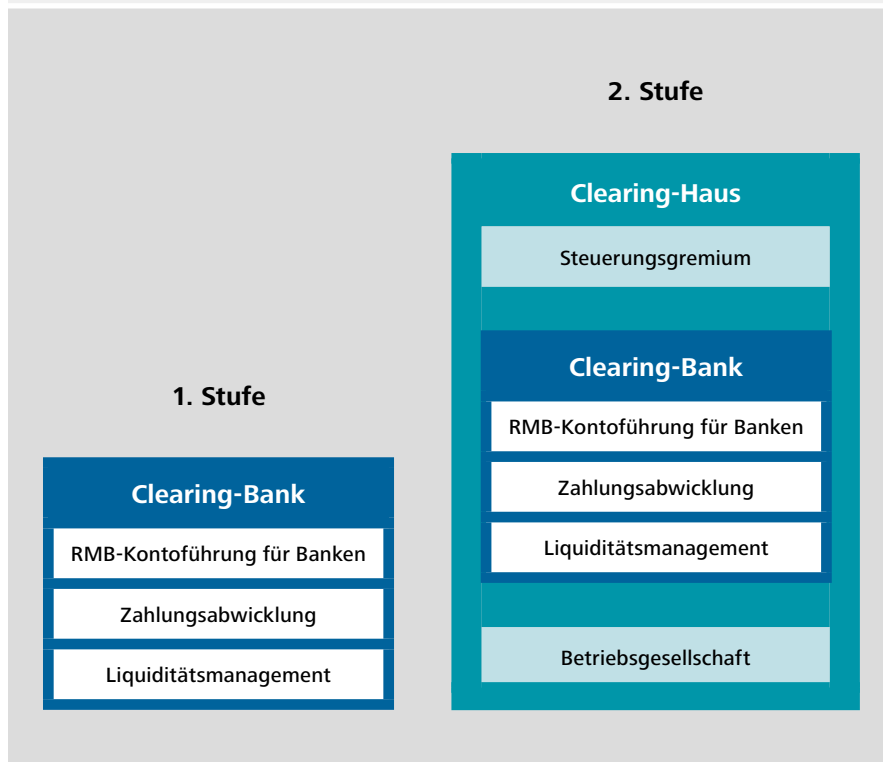 1. Stufe
Clearing-Bank
RMB-Kontoführung für Banken
Zahlungsabwicklung
Liquiditätsmanagement
2. Stufe
Clearing-Haus
Steuerungsgremium
Clearing-Bank
RMB-Kontoführung für Banken
Zahlungsabwicklung
Liquiditätsmanagement
Betriebsgesellschaft